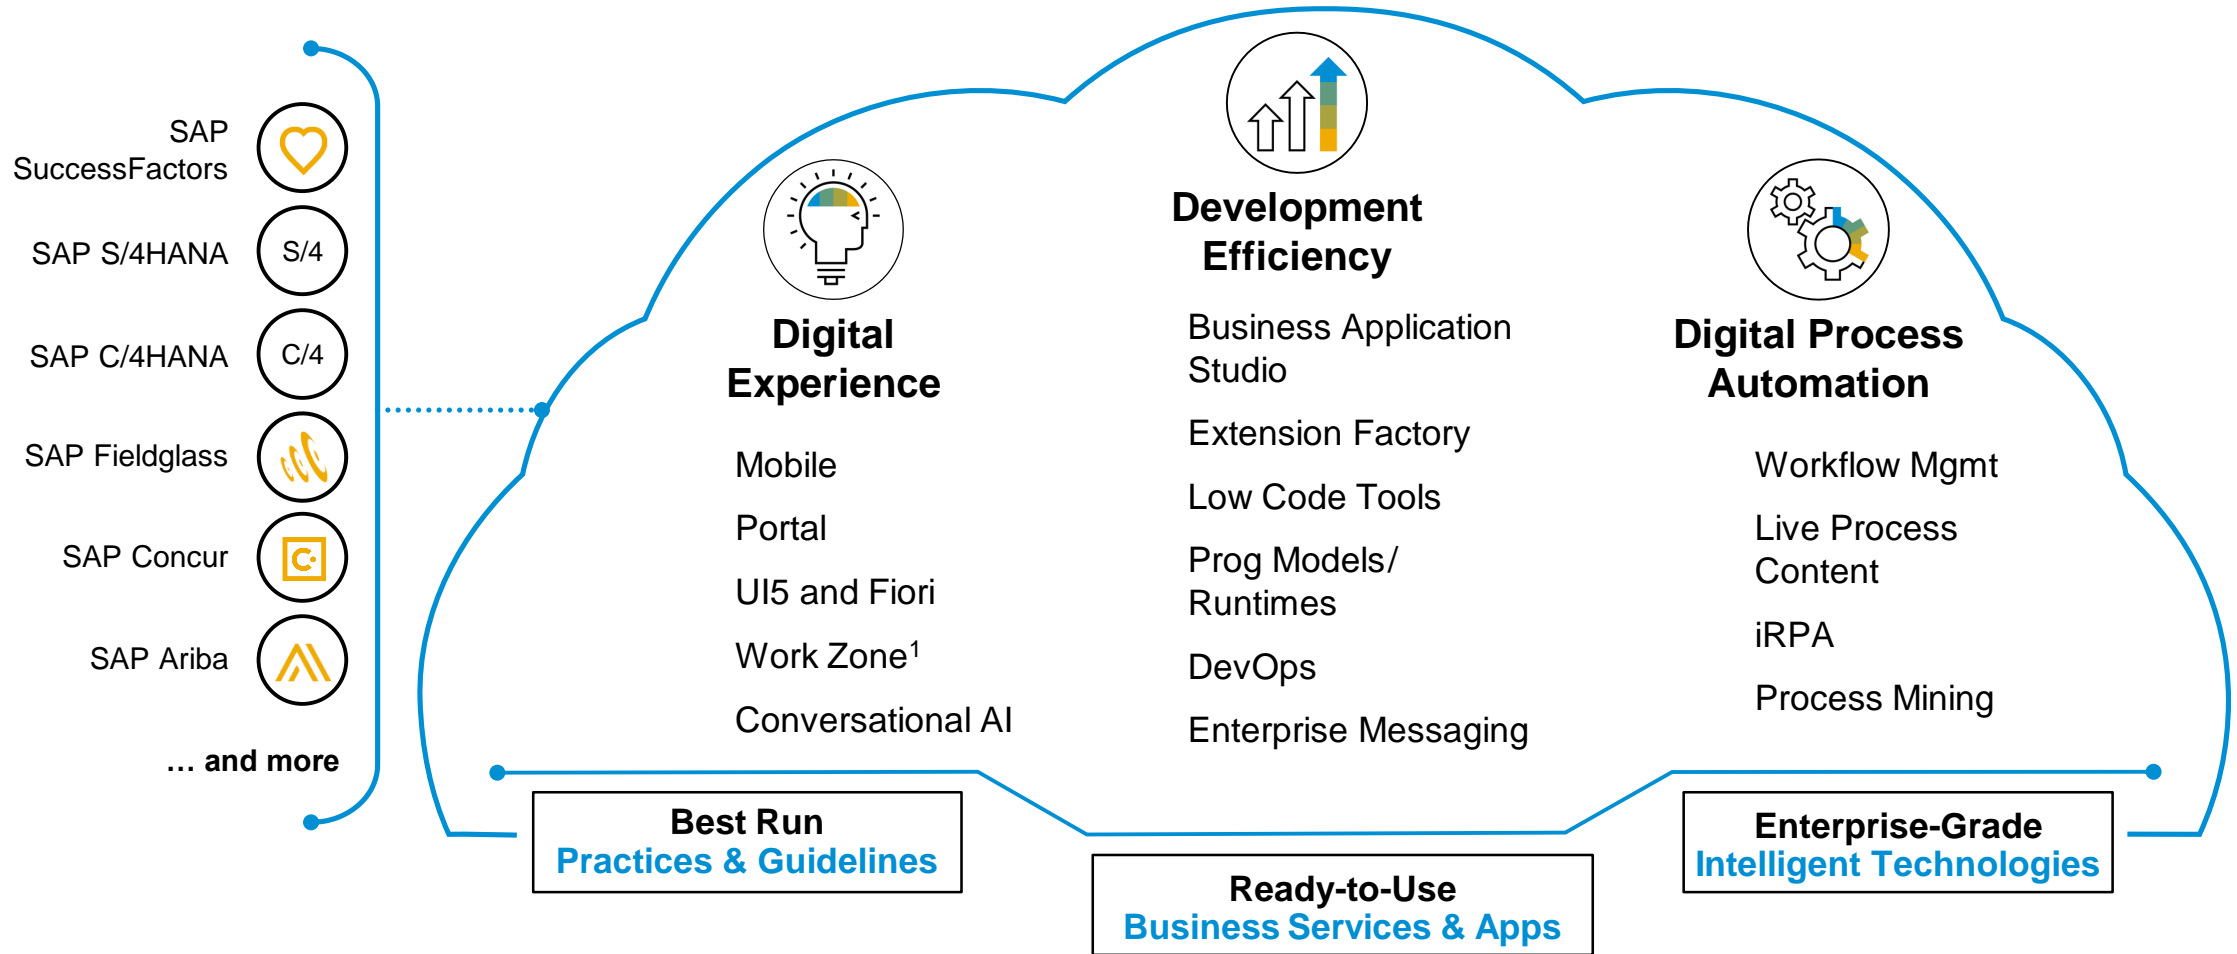 SAP
SuccessFactors
SAP S/4HANA
S/4
SAP C/4HANA
C/4
SAP Fieldglass
SAP Concur
C
SAP Ariba
... and more
Digital
Experience
Mobile
Portal
UI5 and Fiori
Work Zone¹
Conversational AI
Development
Efficiency
Business Application
Studio
Extension Factory
Low Code Tools
Prog Models/
Runtimes
DevOps
Enterprise Messaging
Digital Process
Automation
Workflow Mgmt
Live Process
Content
iRPA
Process Mining
Best Run
Practices & Guidelines
Ready-to-Use
Business Services & Apps
Enterprise-Grade
Intelligent Technologies